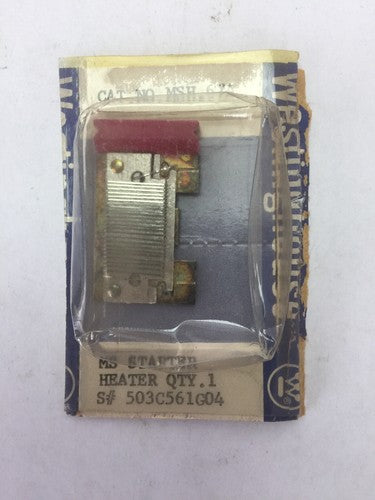 CAT NO. MSH
MS STARTER
HEATER QTY.1
S# 503C561G04
Westinghouse
W